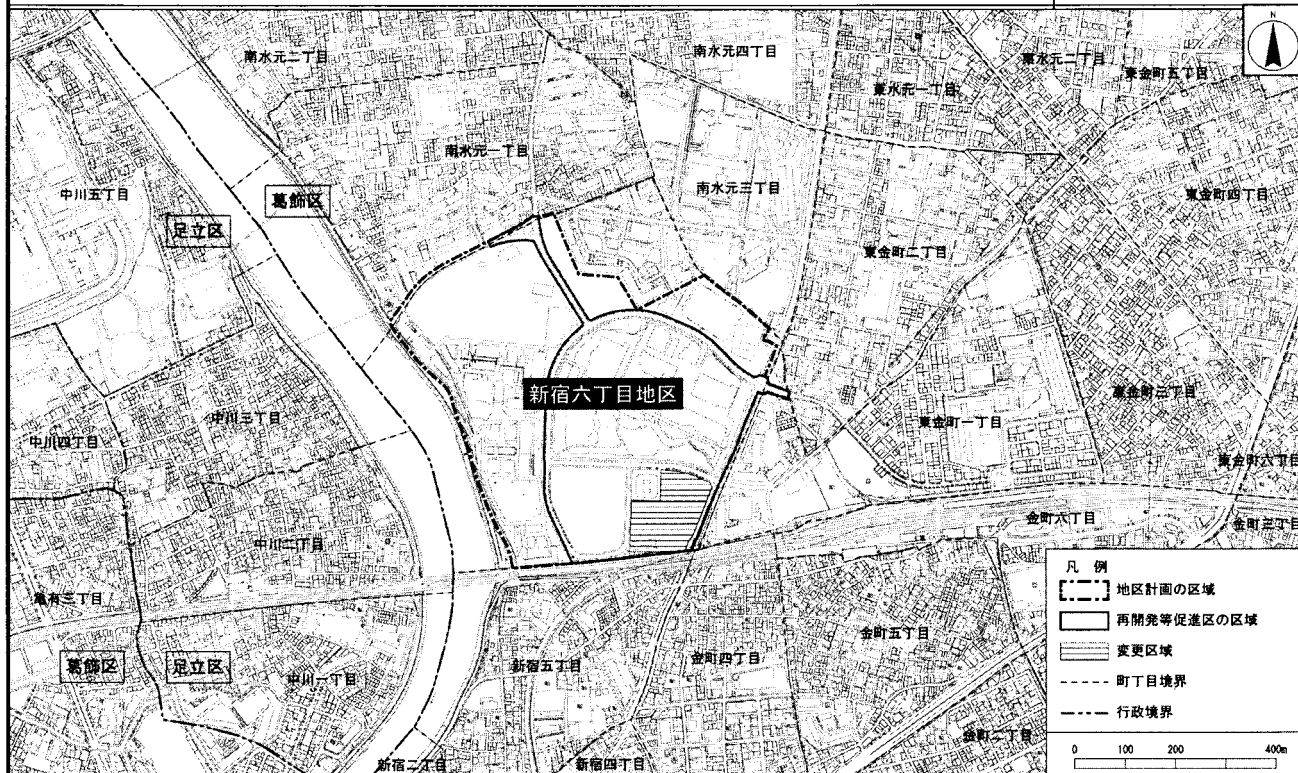 N
南水元二丁目
南水元四丁目
東水元二丁目
東金町五丁目
東水元一丁目
南水元一丁目
中川五丁目
葛飾区
足立区
南水元三丁目
東金町四丁目
東金町二丁目
新宿六丁目地区
中川三丁目
中川四丁目
東金町一丁目
東金町三丁目
東金町六丁目
中川二丁目
金町六丁目
金町三丁目
亀有三丁目
葛飾区
足立区
中川一丁目
新宿五丁目
金町四丁目
金町五丁目
新宿二丁目
新宿四丁目
金町二丁目
凡 例
地区計画の区域
再開発等促進区の区域
変更区域
町丁目境界
行政境界
0 100 200 400m